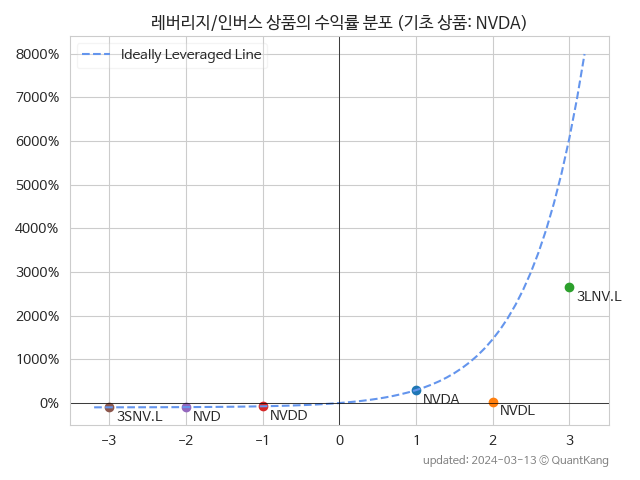 레버리지/인버스 상품의 수익률 분포 (기초 상품: NVDA)
Ideally Leveraged Line
8000%
7000%
6000%
5000%
4000%
3000%
2000%
1000%
0%
3LNV.L
NVDA
NVDL
3SNV.L
NVD
NVDD
−3
−2
−1
0
1
2
3
updated: 2024-03-13 © QuantKang